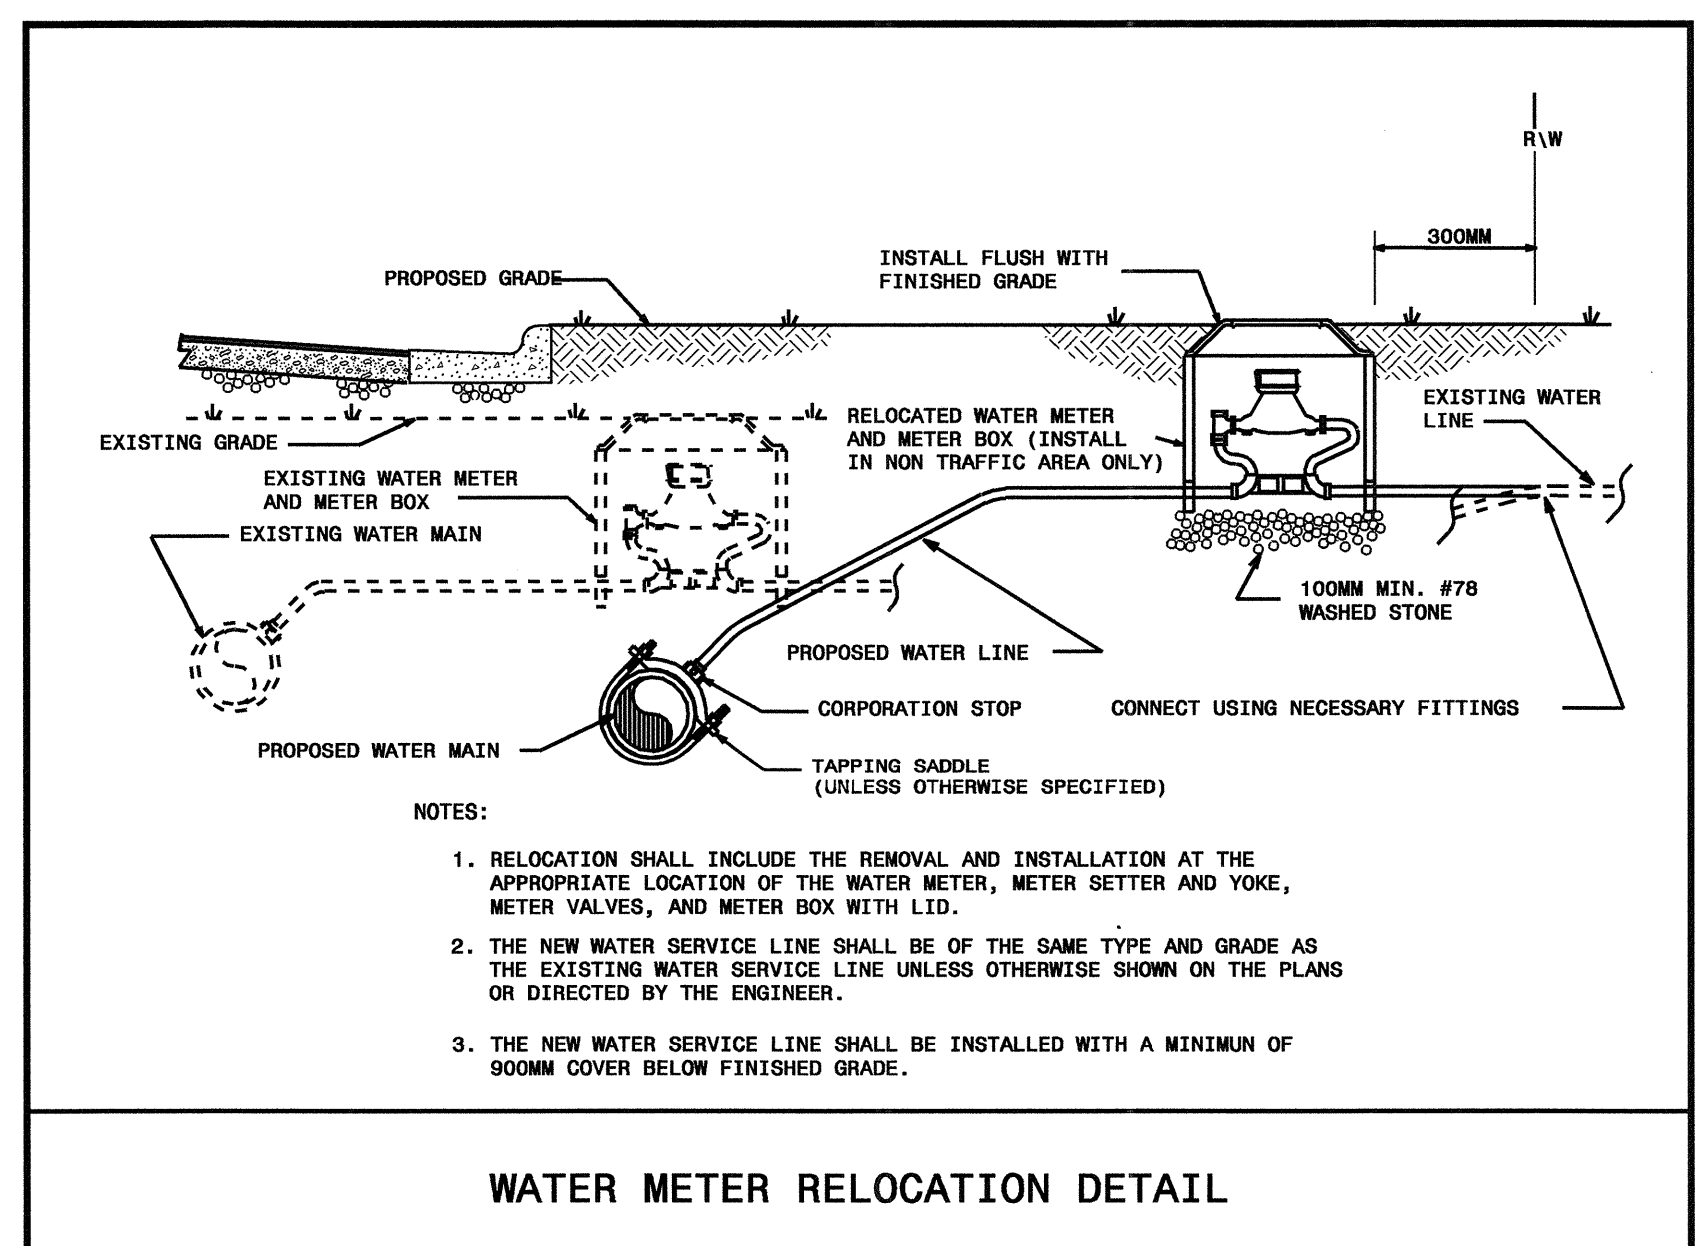 R\W
300MM
INSTALL FLUSH WITH
FINISHED GRADE
PROPOSED GRADE
EXISTING WATER
LINE
RELOCATED WATER METER
AND METER BOX (INSTALL
IN NON TRAFFIC AREA ONLY)
EXISTING GRADE
EXISTING WATER METER
AND METER BOX
EXISTING WATER MAIN
100MM MIN. #78
WASHED STONE
PROPOSED WATER LINE
CORPORATION STOP
CONNECT USING NECESSARY FITTINGS
PROPOSED WATER MAIN
TAPPING SADDLE
(UNLESS OTHERWISE SPECIFIED)
NOTES:
1. RELOCATION SHALL INCLUDE THE REMOVAL AND INSTALLATION AT THE
APPROPRIATE LOCATION OF THE WATER METER, METER SETTER AND YOKE,
METER VALVES, AND METER BOX WITH LID.
2. THE NEW WATER SERVICE LINE SHALL BE OF THE SAME TYPE AND GRADE AS
THE EXISTING WATER SERVICE LINE UNLESS OTHERWISE SHOWN ON THE PLANS
OR DIRECTED BY THE ENGINEER.
3. THE NEW WATER SERVICE LINE SHALL BE INSTALLED WITH A MINIMUN OF
900MM COVER BELOW FINISHED GRADE.
WATER METER RELOCATION DETAIL